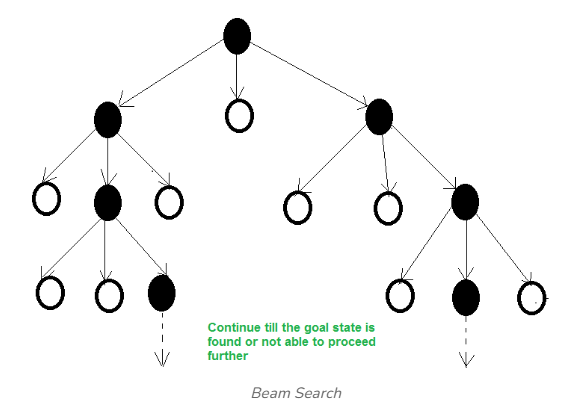 Continue till the goal state is
found or not able to proceed
further
Beam Search